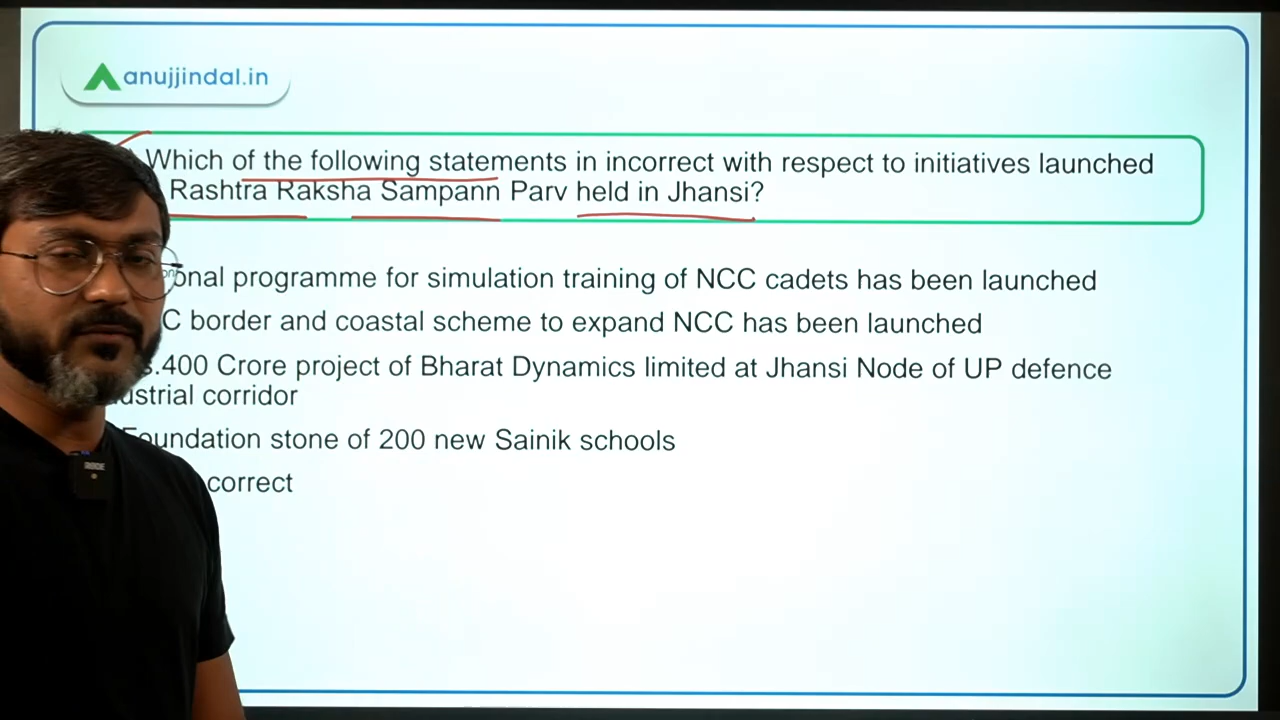 anujjindal.in
Which of the following statements in incorrect with respect to initiatives launched
Rashtra Raksha Sampann Parv held in Jhansi?
programme for simulation training of NCC cadets has been launched
border and coastal scheme to expand NCC has been launched
.400 Crore project of Bharat Dynamics limited at Jhansi Node of UP defence
corridor
Foundation stone of 200 new Sainik schools
correct